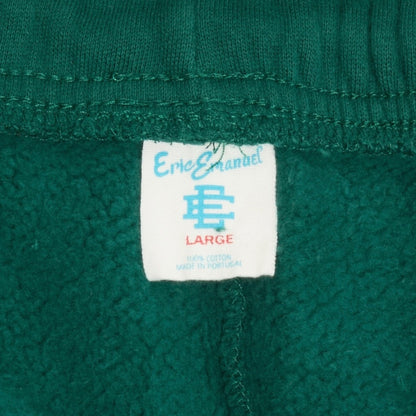 Eric Emanuel
EE
LARGE
100% COTTON
MADE IN PORTUGAL